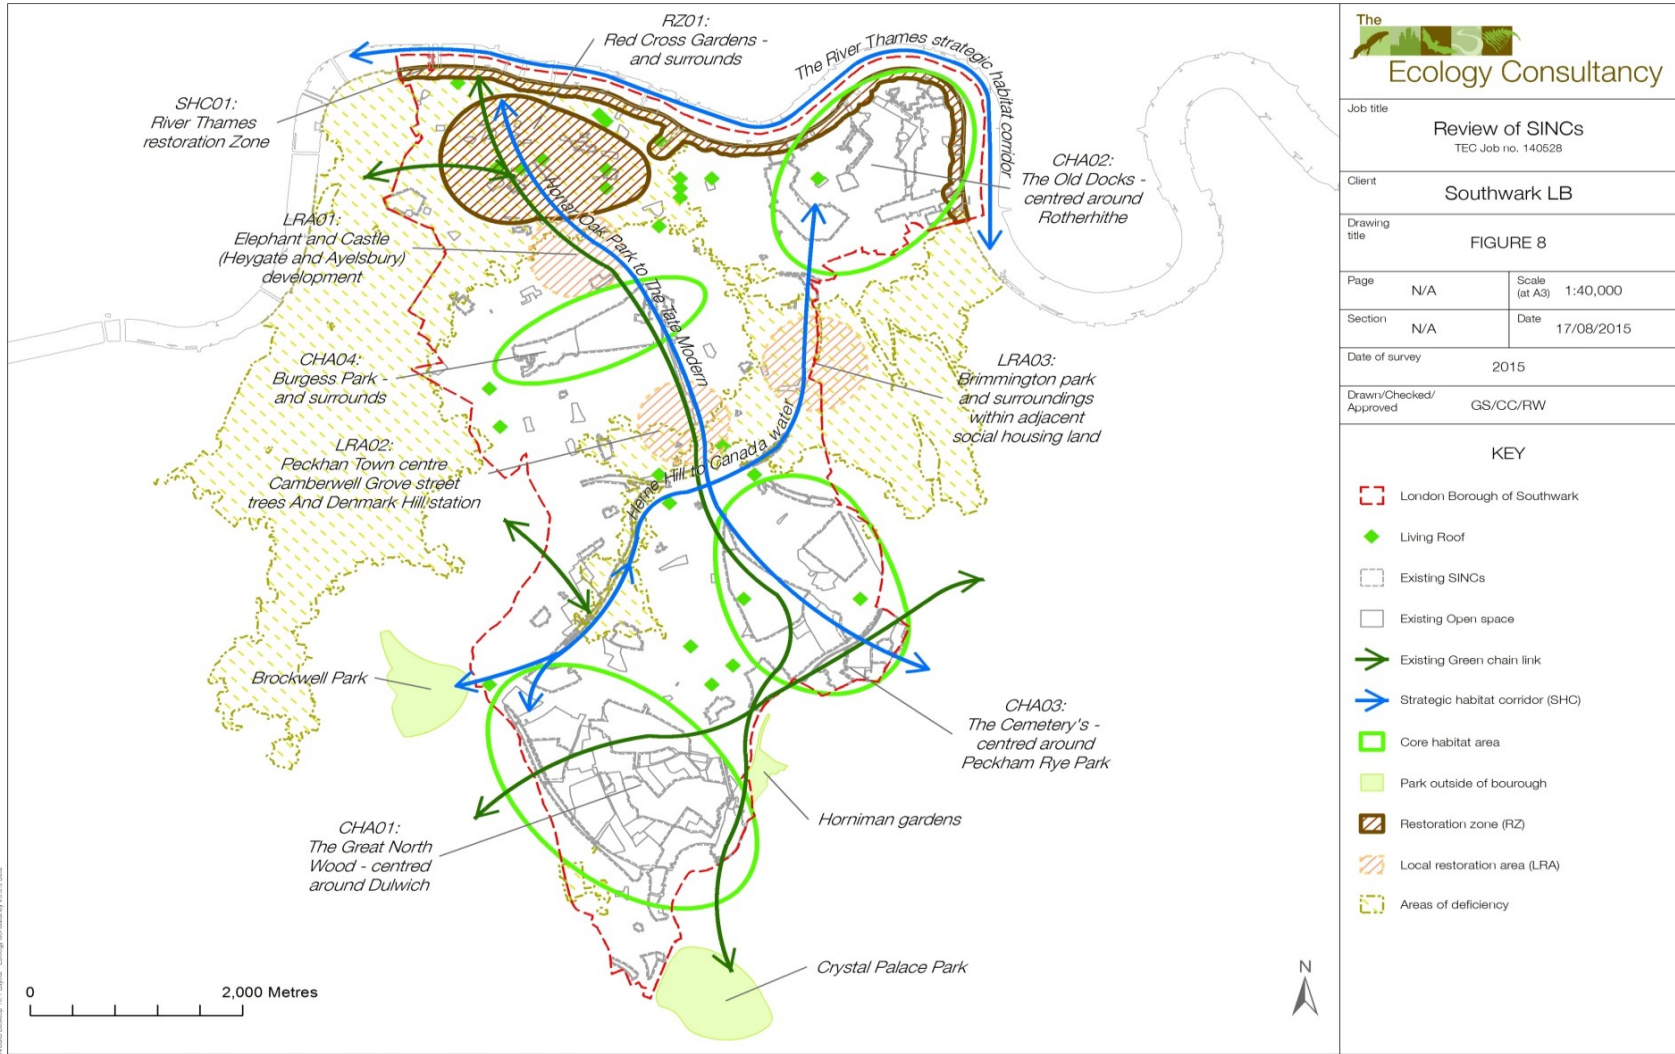 RZ01:
Red Cross Gardens -
and surrounds
The River Thames strategic habitat corridor
SHC01:
River Thames
restoration Zone
CHA02:
The Old Docks -
centred around
Rotherhithe
LRA01:
Elephant and Castle
(Heygate and Ayelsbury)
development
Honar Oak Park to The Tate Modern
CHA04:
Burgess Park -
and surrounds
LRA03:
Brimmington park
and surroundings
within adjacent
social housing land
LRA02:
Peckhan Town centre
Camberwell Grove street
trees And Denmark Hill station
Herne Hill to Canada water
Brockwell Park
CHA03:
The Cemetery's -
centred around
Peckham Rye Park
Horniman gardens
CHA01:
The Great North
Wood - centred
around Dulwich
Crystal Palace Park
0 2,000 Metres
N
The
Ecology Consultancy
Job title
Review of SINCs
TEC Job no. 140528
Client
Southwark LB
Drawing
title
FIGURE 8
Page N/A
Scale
(at A3) 1:40,000
Section N/A
Date 17/08/2015
Date of survey
2015
Drawn/Checked/
Approved
GS/CC/RW
KEY
London Borough of Southwark
Living Roof
Existing SINCs
Existing Open space
Existing Green chain link
Strategic habitat corridor (SHC)
Core habitat area
Park outside of bourough
Restoration zone (RZ)
Local restoration area (LRA)
Areas of deficiency